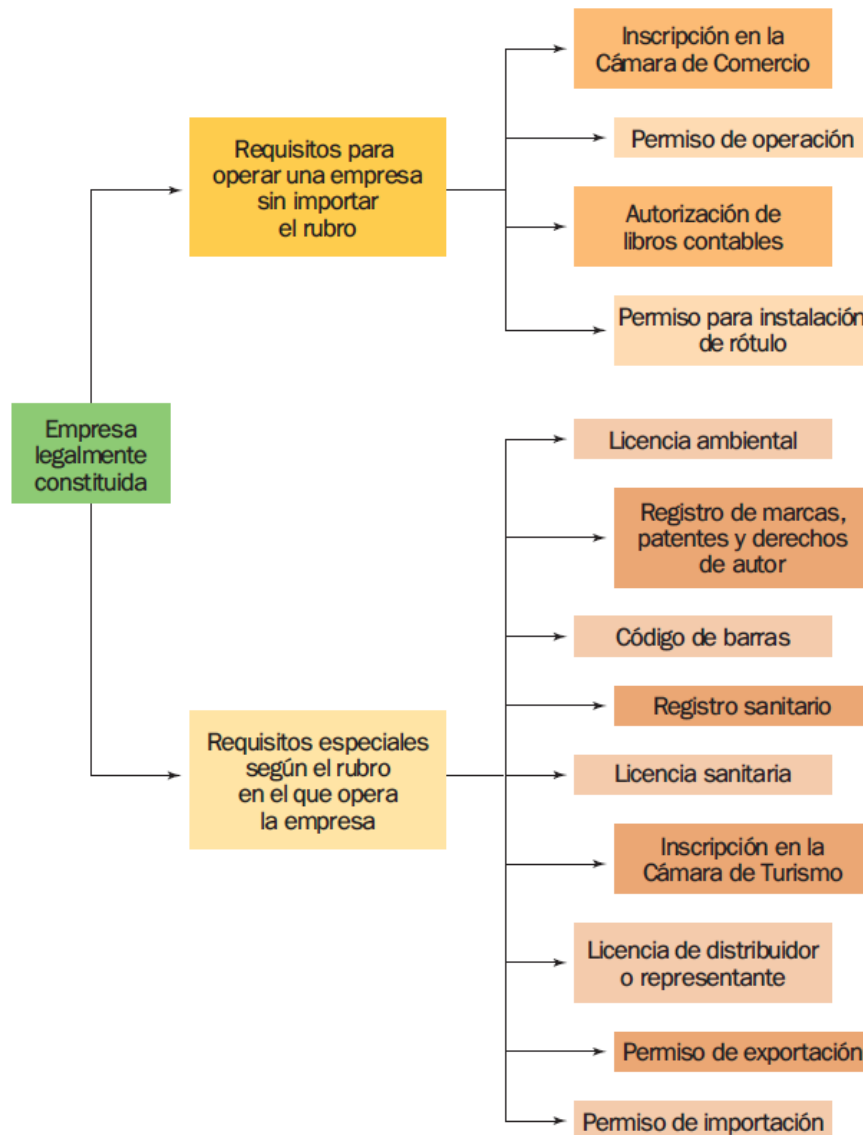 Inscripción en la
Cámara de Comercio
Permiso de operación
Requisitos para
operar una empresa
sin importar
el rubro
Autorización de
libros contables
Permiso para instalación
de rótulo
Empresa
legalmente
constituida
Licencia ambiental
Registro de marcas,
patentes y derechos
de autor
Código de barras
Registro sanitario
Requisitos especiales
según el rubro
en el que opera
la empresa
Licencia sanitaria
Inscripción en la
Cámara de Turismo
Licencia de distribuidor
o representante
Permiso de exportación
Permiso de importación